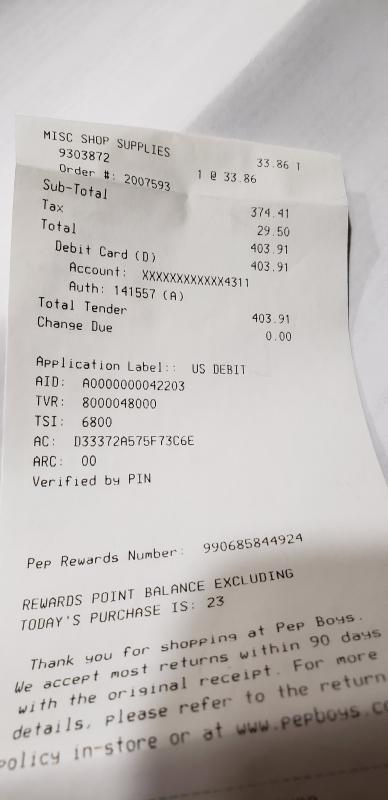 MISC SHOP SUPPLIES
9303872 33.86 T
Order #: 2007593 1 @ 33.86
Sub-Total 374.41
Tax 29.50
Total 403.91
Debit Card (D) 403.91
Account: XXXXXXXXXXXX4311
Auth: 141557 (A)
Total Tender 403.91
Change Due 0.00
Application Label:: US DEBIT
AID: A0000000042203
TVR: 8000048000
TSI: 6800
AC: D33372A575F73C6E
ARC: 00
Verified by PIN
Pep Rewards Number: 990685844924
REWARDS POINT BALANCE EXCLUDING
TODAY'S PURCHASE IS: 23
Thank you for shopping at Pep Boys.
We accept most returns within 90 days
with the original receipt. For more
details, please refer to the return
policy in-store or at www.pepboys.co